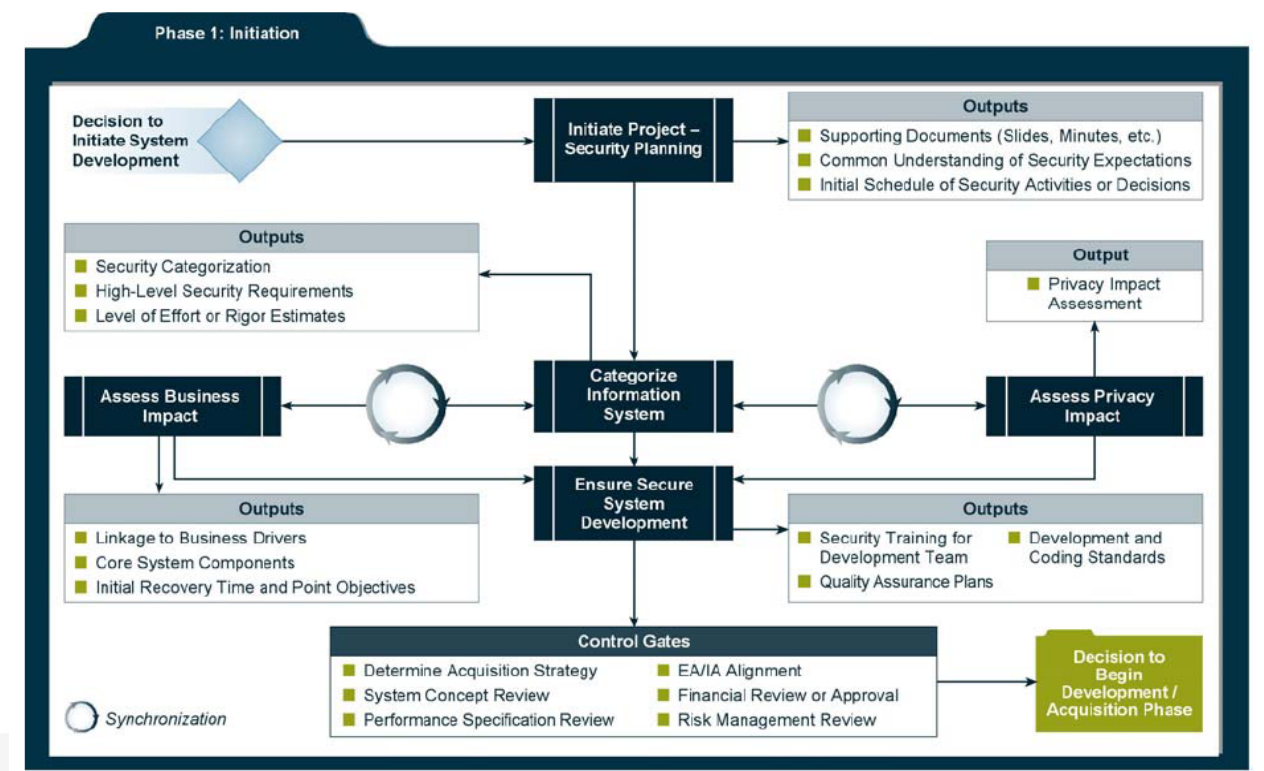 Phase 1: Initiation
Decision to
Initiate System
Development
Initiate Project –
Security Planning
Outputs
Supporting Documents (Slides, Minutes, etc.)
Common Understanding of Security Expectations
Initial Schedule of Security Activities or Decisions
Outputs
Security Categorization
High-Level Security Requirements
Level of Effort or Rigor Estimates
Output
Privacy Impact
Assessment
Assess Business
Impact
Categorize
Information
System
Assess Privacy
Impact
Ensure Secure
System
Development
Outputs
Linkage to Business Drivers
Core System Components
Initial Recovery Time and Point Objectives
Outputs
Security Training for
Development Team
Quality Assurance Plans
Development and
Coding Standards
Control Gates
Determine Acquisition Strategy
System Concept Review
Performance Specification Review
EA/IA Alignment
Financial Review or Approval
Risk Management Review
Decision to
Begin
Development /
Acquisition Phase
Synchronization